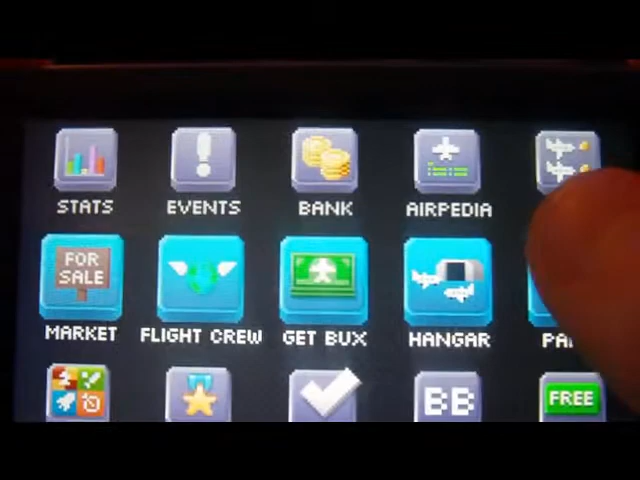 STATS EVENTS BANK AIRPEDIA
FOR
SALE
MARKET FLIGHT CREW GET BUX HANGAR
BB FREE